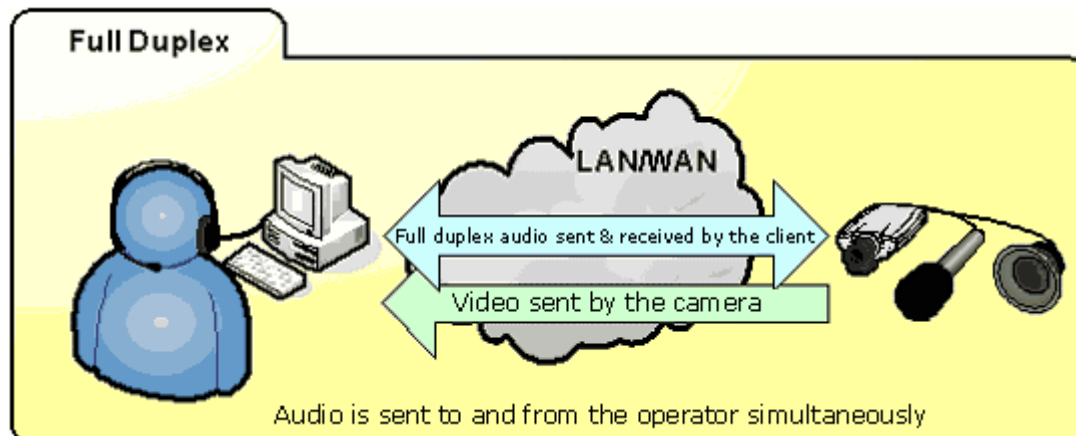 Full Duplex
LAN/WAN
Full duplex audio sent & received by the client
Video sent by the camera
Audio is sent to and from the operator simultaneously